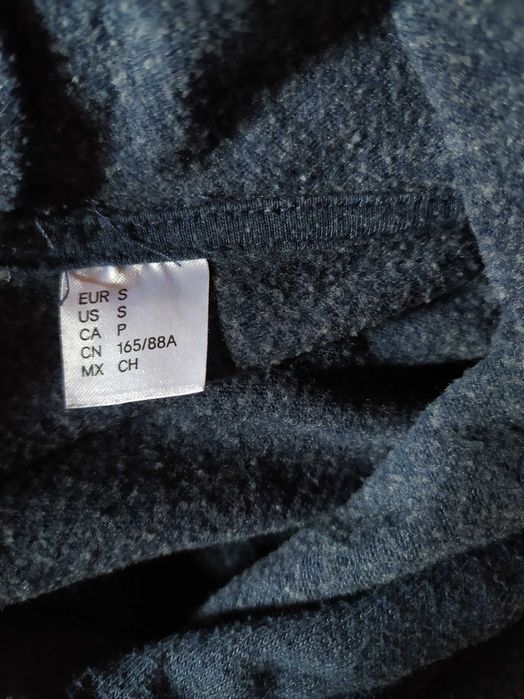 EUR S
US S
CA P
CN 165/88A
MX CH